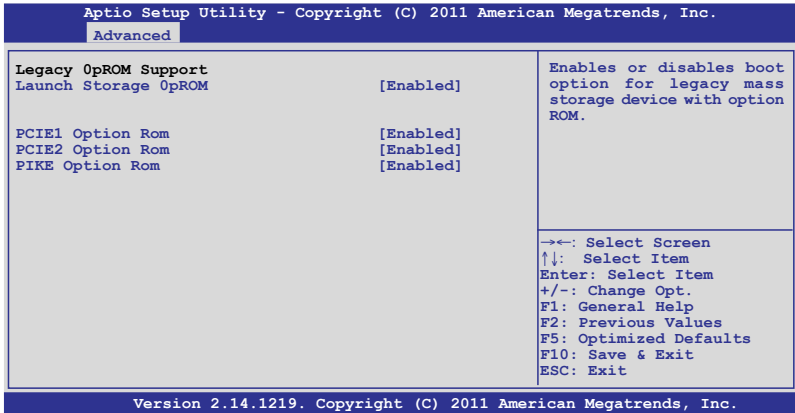 Aptio Setup Utility - Copyright (C) 2011 American Megatrends, Inc.
Advanced
Legacy 0pROM Support
Launch Storage 0pROM [Enabled]
PCIE1 Option Rom [Enabled]
PCIE2 Option Rom [Enabled]
PIKE Option Rom [Enabled]
Enables or disables boot
option for legacy mass
storage device with option
ROM.
→←: Select Screen
↑↓: Select Item
Enter: Select Item
+/-: Change Opt.
F1: General Help
F2: Previous Values
F5: Optimized Defaults
F10: Save & Exit
ESC: Exit
Version 2.14.1219. Copyright (C) 2011 American Megatrends, Inc.